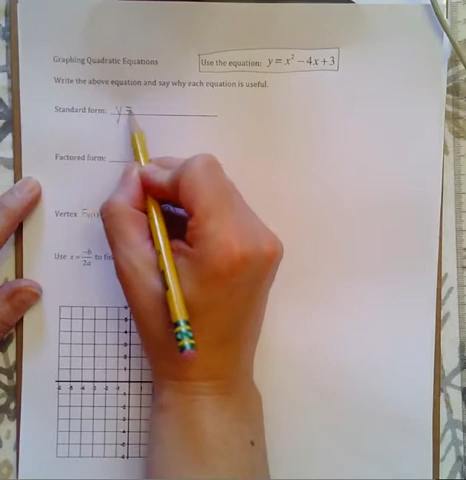 Graphing Quadratic Equations
Use the equation: y = x² − 4x + 3
Write the above equation and say why each equation is useful.
Standard form: y=
Factored form:
Vertex
Use x = -b/2a to